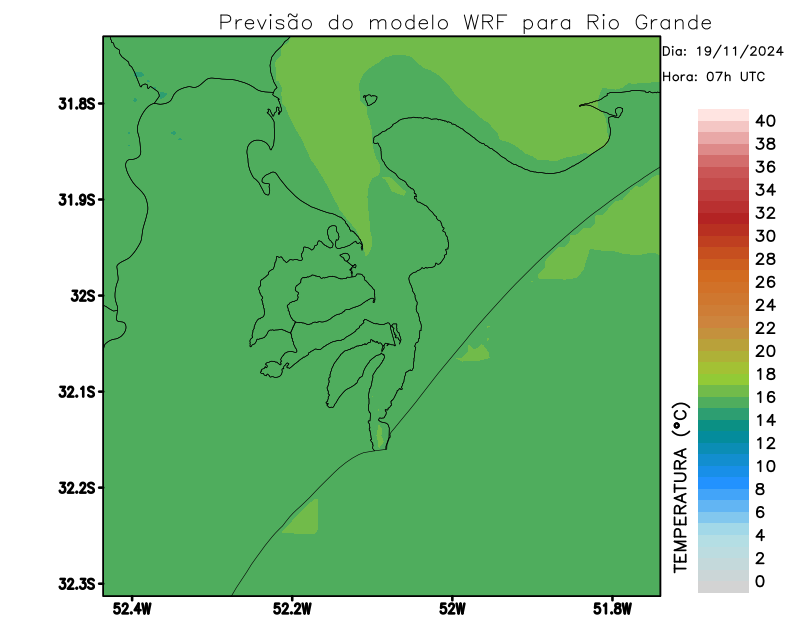 Previsão do modelo WRF para Rio Grande
Dia: 19/11/2024
Hora: 07h UTC
31.8S
31.9S
32S
32.1S
32.2S
32.3S
52.4W
52.2W
52W
51.8W
TEMPERATURA (°C)
40
38
36
34
32
30
28
26
24
22
20
18
16
14
12
10
8
6
4
2
0